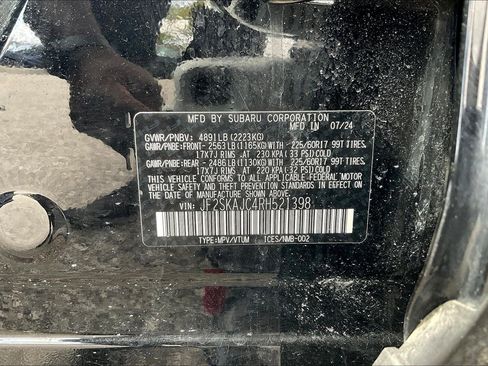 MFD BY SUBARU CORPORATION
MFD IN 07/24
GVWR/PNBV: 4891LB(2223KG)
GAWR/PNBE:FRONT- 2563LB(1165KG)WITH 225/60R17 99T TIRES.
17X7J RIMS. AT 230 KPA(33 PSI)COLD
GAWR/PNBE:REAR -2486LB(1130KG)WITH 225/60R17 99T TIRES.
17X7J RIMS. AT 220 KPA(32 PSI)COLD
THIS VEHICLE CONFORMS TO ALL APPLICABLE FEDERAL MOTOR VEHICLE
SAFETY THEFT PREVENTION STANDARDS IN EFFECT ON THE DATE
OF MANUFACTURE SHOWN ABOVE.
VIN: JF2SKAJC4RH521398
TYPE:MPV/VTUM 1CES/NMB-002